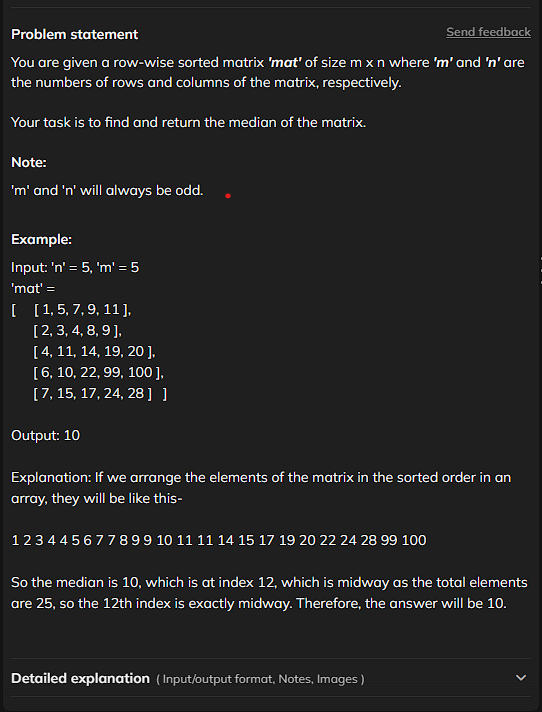 Problem statement
Send feedback
You are given a row-wise sorted matrix 'mat' of size m x n where 'm' and 'n' are
the numbers of rows and columns of the matrix, respectively.
Your task is to find and return the median of the matrix.
Note:
'm' and 'n' will always be odd.
Example:
Input: 'n' = 5, 'm' = 5
'mat' =
[ [ 1, 5, 7, 9, 11 ],
[ 2, 3, 4, 8, 9 ],
[ 4, 11, 14, 19, 20 ],
[ 6, 10, 22, 99, 100 ],
[ 7, 15, 17, 24, 28 ] ]
Output: 10
Explanation: If we arrange the elements of the matrix in the sorted order in an
array, they will be like this-
1 2 3 4 4 5 6 7 7 8 9 9 10 11 11 14 15 17 19 20 22 24 28 99 100
So the median is 10, which is at index 12, which is midway as the total elements
are 25, so the 12th index is exactly midway. Therefore, the answer will be 10.
Detailed explanation ( Input/output format, Notes, Images )